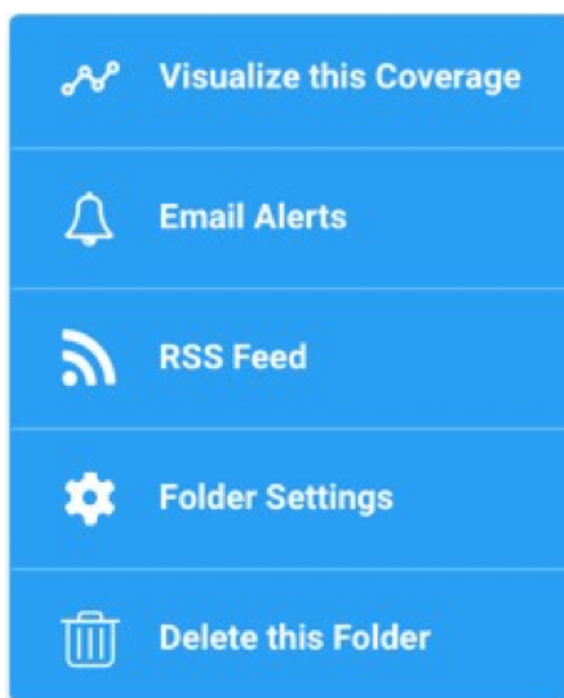 Visualize this Coverage
Email Alerts
RSS Feed
Folder Settings
Delete this Folder